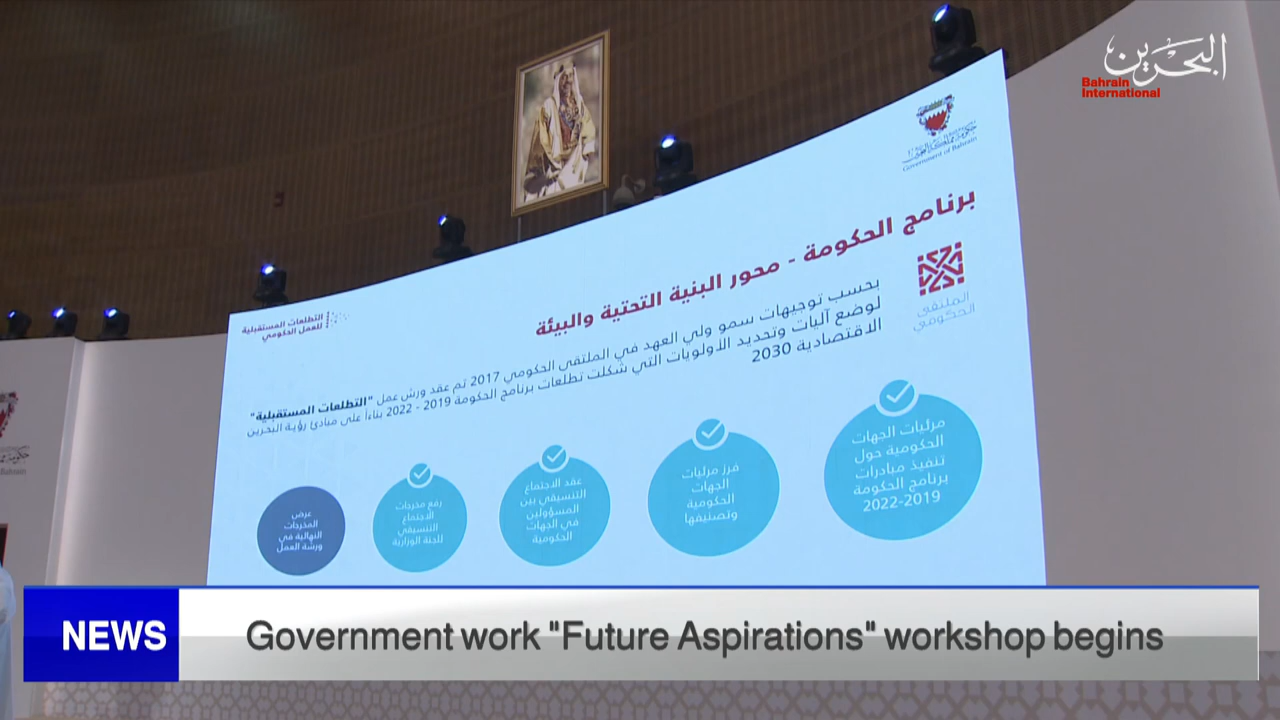 البحرين
Bahrain
International
Government of Bahrain
برنامج الحكومة - محور البنية التحتية والبيئة
الملتقى
الحكومي
التطلعات المستقبلية
للعمل الحكومي
بحسب توجيهات سمو ولي العهد في الملتقى الحكومي 2017 تم عقد ورش عمل "التطلعات المستقبلية"
لوضع آليات وتحديد الأولويات التي شكلت تطلعات برنامج الحكومة 2019 - 2022 بناءاً على مبادئ رؤية البحرين
الاقتصادية 2030
مرئيات الجهات
الحكومية حول
تنفيذ مبادرات
برنامج الحكومة
2022-2019
فرز مرئيات
الجهات
الحكومية
وتصنيفها
عقد الاجتماع
التنسيقي بين
المسؤولين
في الجهات
الحكومية
رفع مخرجات
الاجتماع
التنسيقي
للجنة الوزارية
عرض
المخرجات
النهائية في
ورشة العمل
NEWS
Government work "Future Aspirations" workshop begins